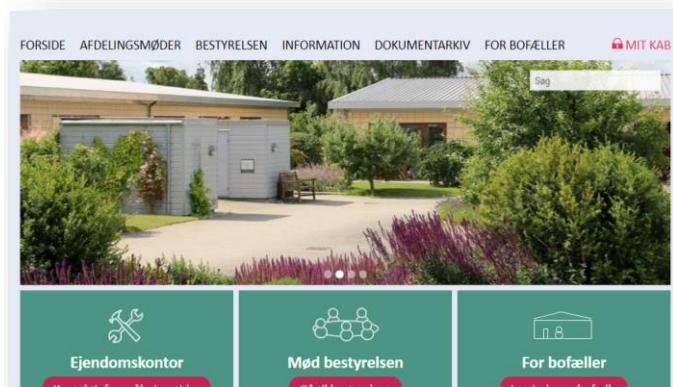 FORSIDE AFDELINGSMØDER BESTYRELSEN INFORMATION DOKUMENTARKIV FOR BOFÆLLER MIT KAB
Søg
Ejendomskontor Mød bestyrelsen For bofæller